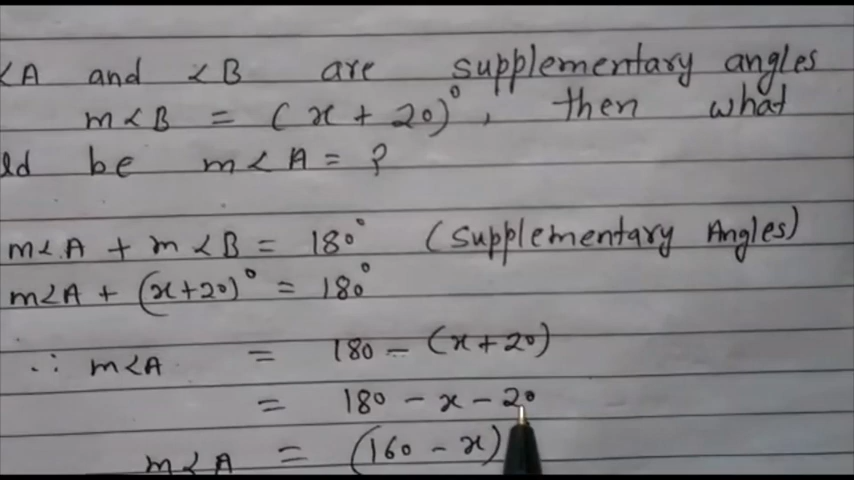 <A and <B are supplementary angles
m<B = (x + 20)°, then what
ld be m<A = ?
m<A + m<B = 180° (Supplementary Angles)
m<A + (x+20)° = 180°
∴ m<A = 180 - (x+20)
= 180 - x - 20
m<A = (160 - x)